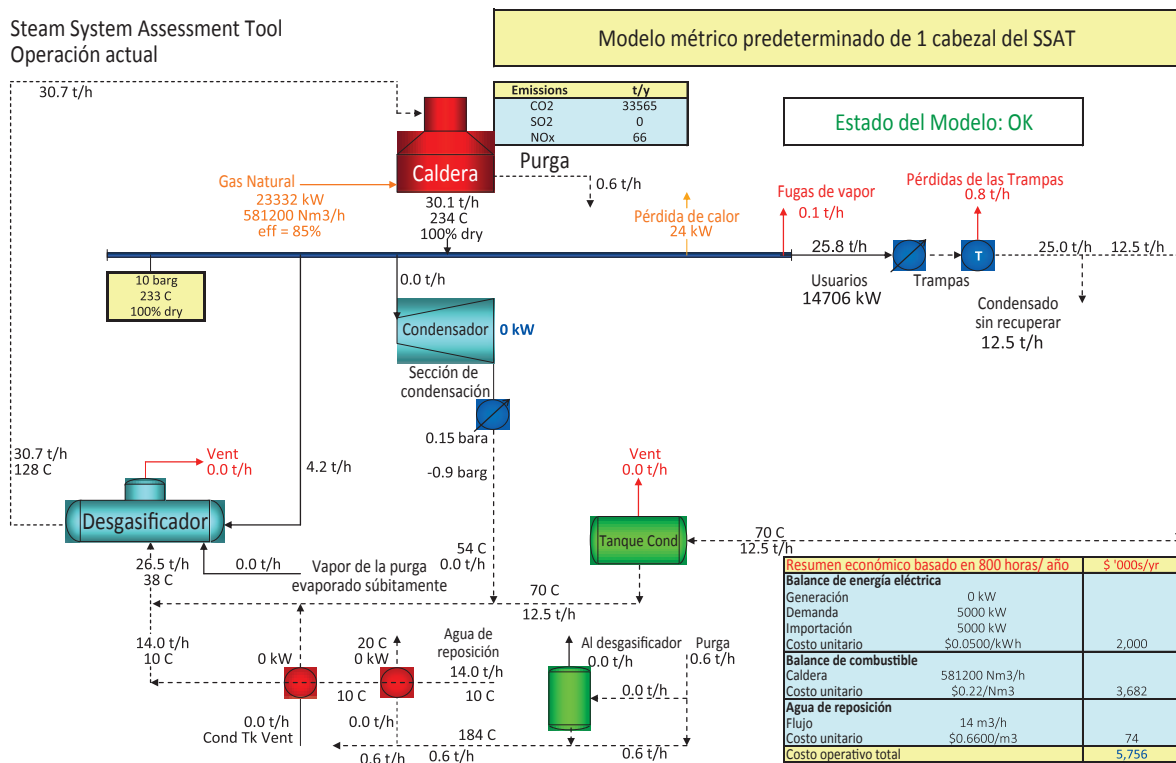 Steam System Assessment Tool
Operación actual
Modelo métrico predeterminado de 1 cabezal del SSAT
30.7 t/h
Emissions t/y
CO2 33565
SO2 0
NOx 66
Estado del Modelo: OK
Caldera
Purga
0.6 t/h
Gas Natural
23332 kW
581200 Nm3/h
eff = 85%
30.1 t/h
234 C
100% dry
Pérdida de calor
24 kW
Fugas de vapor
0.1 t/h
Pérdidas de las Trampas
0.8 t/h
25.8 t/h
T
25.0 t/h
12.5 t/h
Usuarios
14706 kW
Trampas
Condensado
sin recuperar
12.5 t/h
10 barg
233 C
100% dry
0.0 t/h
Condensador
0 kW
Sección de
condensación
0.15 bara
-0.9 barg
30.7 t/h
128 C
Vent
0.0 t/h
4.2 t/h
Desgasificador
Vent
0.0 t/h
Tanque Cond
70 C
12.5 t/h
26.5 t/h
38 C
0.0 t/h
Vapor de la purga
evaporado súbitamente
54 C
0.0 t/h
70 C
12.5 t/h
14.0 t/h
10 C
0 kW
20 C
0 kW
Agua de
reposición
14.0 t/h
10 C
10 C
Al desgasificador
0.0 t/h
Purga
0.6 t/h
0.0 t/h
0.0 t/h
Cond Tk Vent
0.0 t/h
184 C
0.6 t/h
0.6 t/h
0.6 t/h
Resumen económico basado en 800 horas/ año $ '000s/yr
Balance de energía eléctrica
Generación 0 kW
Demanda 5000 kW
Importación 5000 kW
Costo unitario $0.0500/kWh 2,000
Balance de combustible
Caldera 581200 Nm3/h
Costo unitario $0.22/Nm3 3,682
Agua de reposición
Flujo 14 m3/h
Costo unitario $0.6600/m3 74
Costo operativo total 5,756